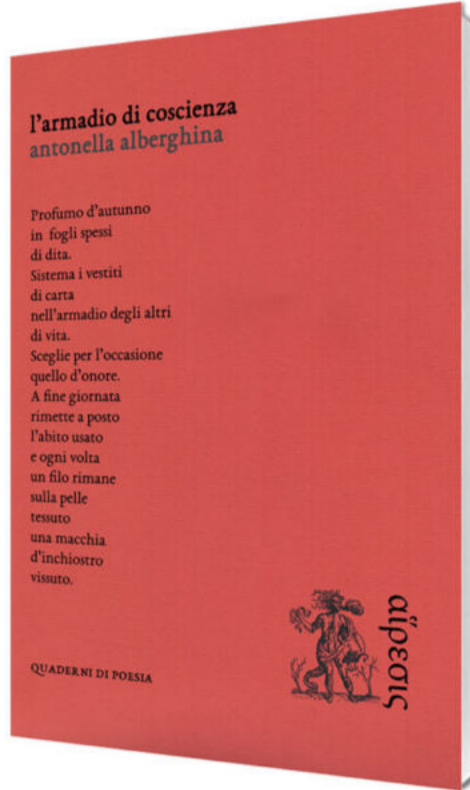 l'armadio di coscienza
antonella alberghina
Profumo d'autunno
in fogli spessi
di dita.
Sistema i vestiti
di carta
nell'armadio degli altri
di vita.
Sceglie per l'occasione
quello d'onore.
A fine giornata
rimette a posto
l'abito usato
e ogni volta
un filo rimane
sulla pelle
tessuto
una macchia
d'inchiostro
vissuto.
QUADERNI DI POESIA
αἵρεσις